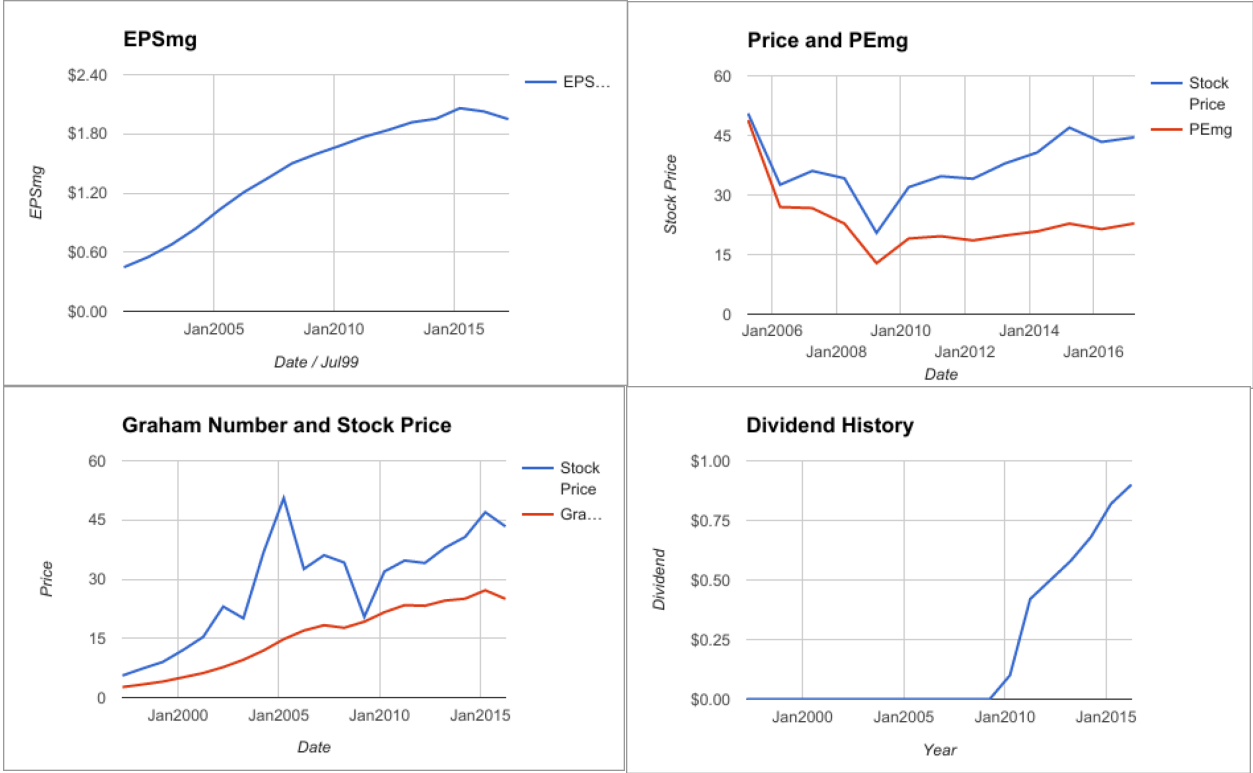 EPSmg
$2.40
$1.80
$1.20
$0.60
$0.00
EPSmg
Jan2005
Jan2010
Jan2015
Date / Jul99
EPS…
Price and PEmg
60
45
30
15
0
Stock Price
Jan2006
Jan2010
Jan2014
Jan2008
Jan2012
Jan2016
Date
Stock
Price
PEmg
Graham Number and Stock Price
60
45
30
15
0
Price
Jan2000
Jan2005
Jan2010
Jan2015
Date
Stock
Price
Gra…
Dividend History
$1.00
$0.75
$0.50
$0.25
$0.00
Dividend
Jan2000
Jan2005
Jan2010
Jan2015
Year